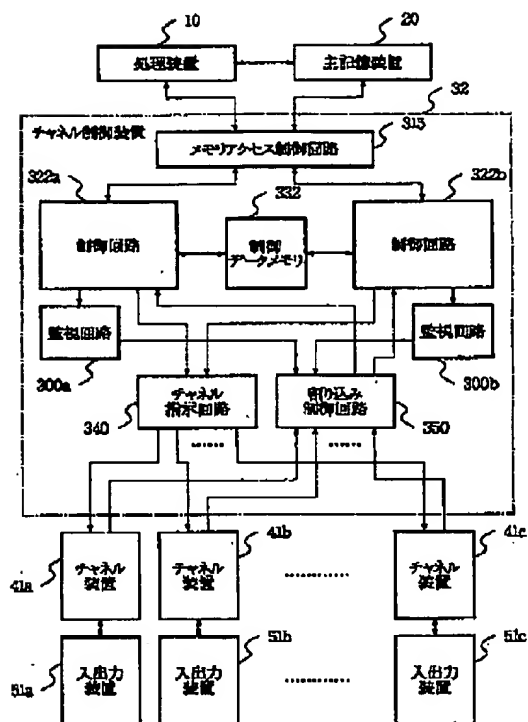 10
20
処理装置
主記憶装置
32
チャネル制御装置
315
メモリアクセス制御回路
322a
332
322b
制御回路
制御
データメモリ
制御回路
監視回路
監視回路
300a
300b
チャネル
指示回路
割り込み
制御回路
340
350
......
......
41a
41b
41c
チャネル
装置
チャネル
装置
チャネル
装置
51a
51b
51c
入出力
装置
入出力
装置
入出力
装置